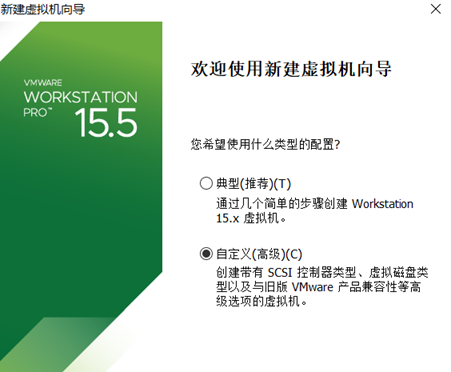 新建虚拟机向导
VMWARE
WORKSTATION
PRO™
15.5
欢迎使用新建虚拟机向导
您希望使用什么类型的配置?
典型(推荐)(T)
通过几个简单的步骤创建 Workstation
15.x 虚拟机。
自定义(高级)(C)
创建带有 SCSI 控制器类型、虚拟磁盘类
型以及与旧版 VMware 产品兼容性等高
级选项的虚拟机。